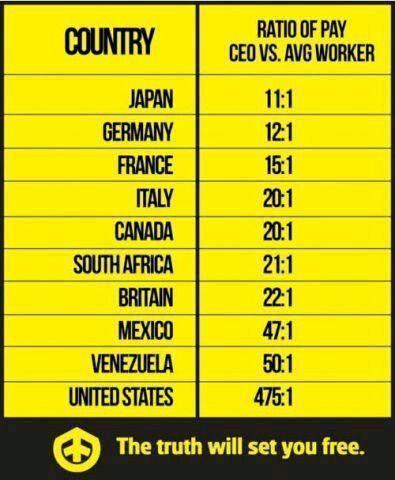 COUNTRY
RATIO OF PAY
CEO VS. AVG WORKER
JAPAN 11:1
GERMANY 12:1
FRANCE 15:1
ITALY 20:1
CANADA 20:1
SOUTH AFRICA 21:1
BRITAIN 22:1
MEXICO 47:1
VENEZUELA 50:1
UNITED STATES 475:1
The truth will set you free.